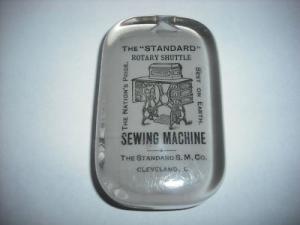 THE "STANDARD"
ROTARY SHUTTLE
THE NATION'S PRIDE.
BEST ON EARTH.
SEWING MACHINE
THE STANDARD S. M. CO.
CLEVELAND, O.